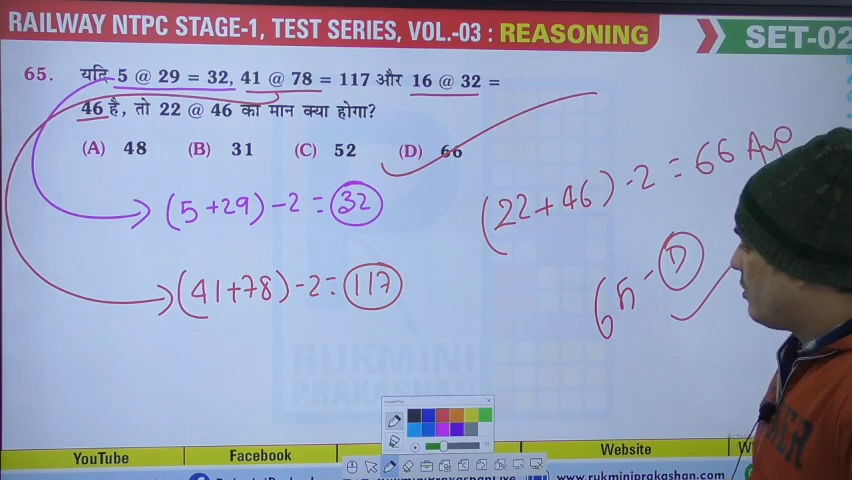 RAILWAY NTPC STAGE-1, TEST SERIES, VOL.-03 : REASONING
SET-02
65. यदि 5 @ 29 = 32, 41 @ 78 = 117 और 16 @ 32 =
46 है, तो 22 @ 46 का मान क्या होगा?
(A) 48 (B) 31 (C) 52 (D) 66
(5+29)-2=32
(22+46)-2=66 Ans
(41+78)-2=117
65-D
RUKMINI
PRAKASHAN
YouTube Facebook Website
www.rukminiprakashan.com